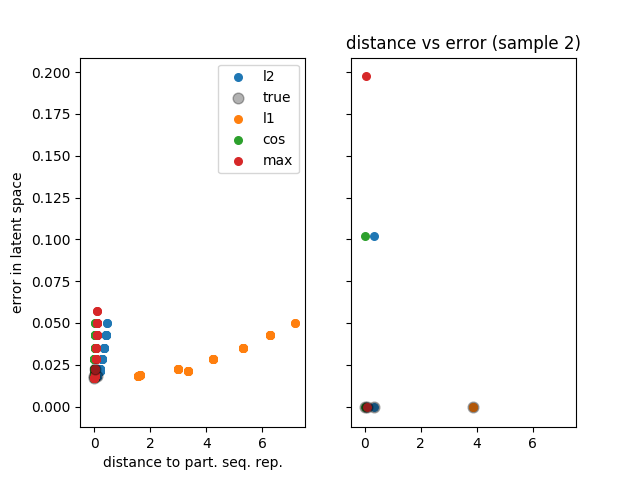 distance vs error (sample 2)
error in latent space
0.200
0.175
0.150
0.125
0.100
0.075
0.050
0.025
0.000
l2
true
l1
cos
max
0 2 4 6
0 2 4 6
distance to part. seq. rep.